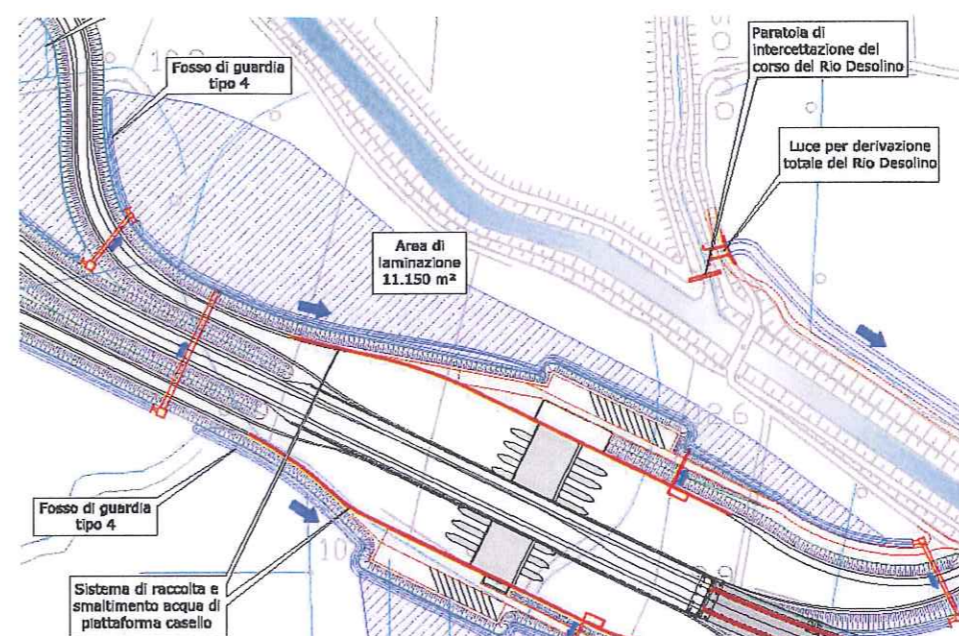 Fosso di guardia
tipo 4
Paratoia di
intercettazione del
corso del Rio Desolino
Luce per derivazione
totale del Rio Desolino
Area di
laminazione
11.150 m²
Fosso di guardia
tipo 4
Sistema di raccolta e
smaltimento acqua di
piattaforma casello